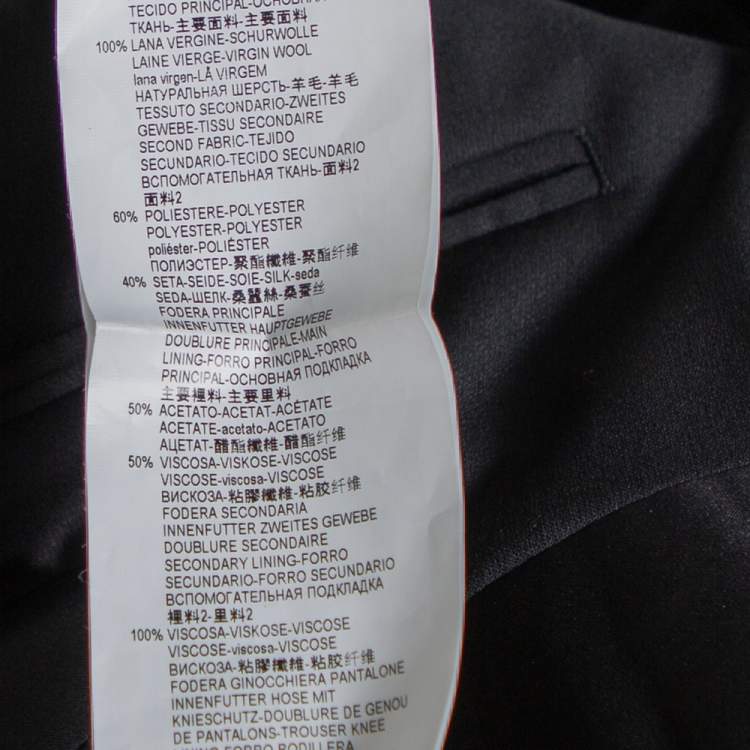 TECIDO PRINCIPAL-ОСНОВНАЯ
ТКАНЬ-主要面料-主要面料
100% LANA VERGINE-SCHURWOLLE
LAINE VIERGE-VIRGIN WOOL
lana virgen-LÃ VIRGEM
НАТУРАЛЬНАЯ ШЕРСТЬ-羊毛-羊毛
TESSUTO SECONDARIO-ZWEITES
GEWEBE-TISSU SECONDAIRE
SECOND FABRIC-TEJIDO
SECUNDARIO-TECIDO SECUNDARIO
ВСПОМОГАТЕЛЬНАЯ ТКАНЬ-面料2
面料2
60% POLIESTERE-POLYESTER
POLYESTER-POLYESTER
poliéster-POLIÉSTER
ПОЛИЭСТЕР-聚酯纖維-聚酯纤维
40% SETA-SEIDE-SOIE-SILK-seda
SEDA-ШЕЛК-桑蠶絲-桑蚕丝
FODERA PRINCIPALE
INNENFUTTER HAUPTGEWEBE
DOUBLURE PRINCIPALE-MAIN
LINING-FORRO PRINCIPAL-FORRO
PRINCIPAL-ОСНОВНАЯ ПОДКЛАДКА
主要裡料-主要里料
50% ACETATO-ACETAT-ACÉTATE
ACETATE-acetato-ACETATO
АЦЕТАТ-醋酯纖維-醋酯纤维
50% VISCOSA-VISKOSE-VISCOSE
VISCOSE-viscosa-VISCOSE
ВИСКОЗА-粘膠纖維-粘胶纤维
FODERA SECONDARIA
INNENFUTTER ZWEITES GEWEBE
DOUBLURE SECONDAIRE
SECONDARY LINING-FORRO
SECUNDARIO-FORRO SECUNDARIO
ВСПОМОГАТЕЛЬНАЯ ПОДКЛАДКА
裡料2-里料2
100% VISCOSA-VISKOSE-VISCOSE
VISCOSE-viscosa-VISCOSE
ВИСКОЗА-粘膠纖維-粘胶纤维
FODERA GINOCCHIERA PANTALONE
INNENFUTTER HOSE MIT
KNIESCHUTZ-DOUBLURE DE GENOU
DE PANTALONS-TROUSER KNEE
LINING-FORRO RODILLERA